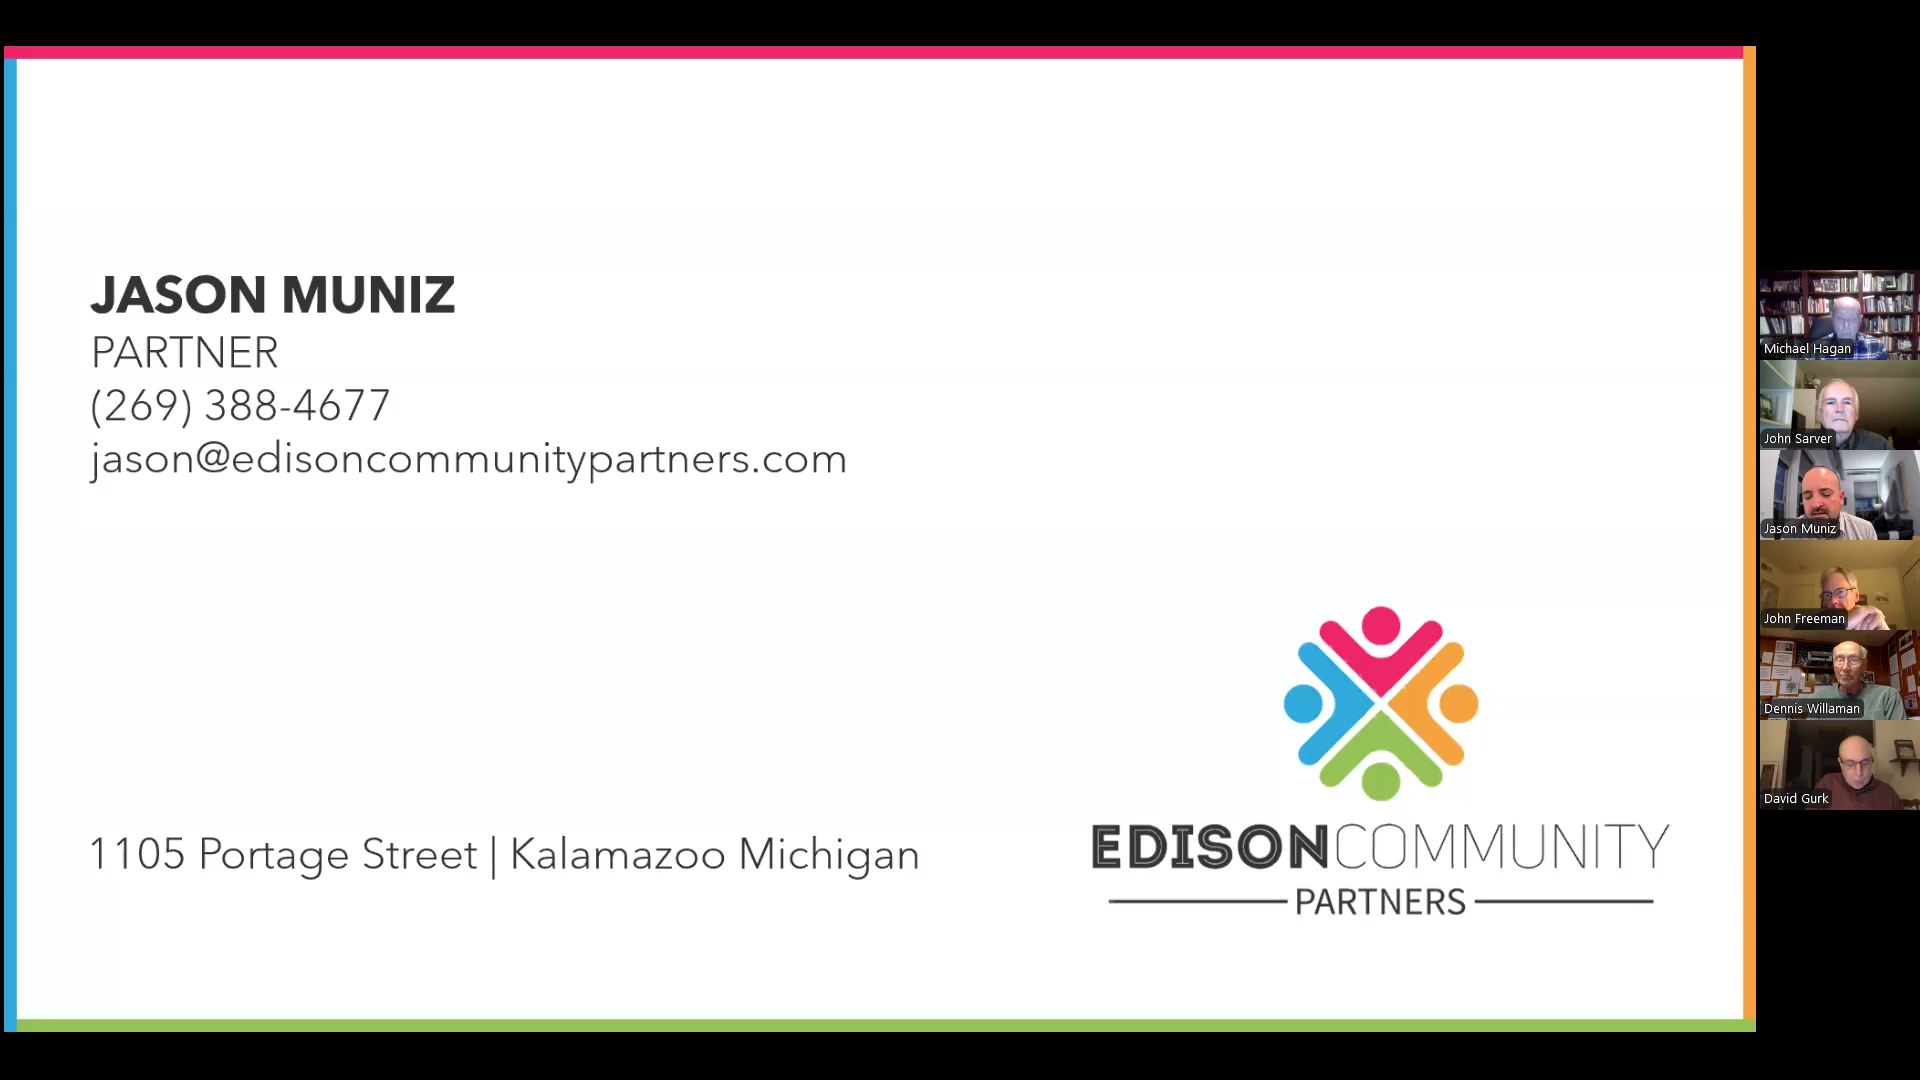 JASON MUNIZ
PARTNER
(269) 388-4677
jason@edisoncommunitypartners.com
1105 Portage Street | Kalamazoo Michigan
EDISONCOMMUNITY
PARTNERS
Michael Hagan
John Sarver
Jason Muniz
John Freeman
Dennis Willaman
David Gurk